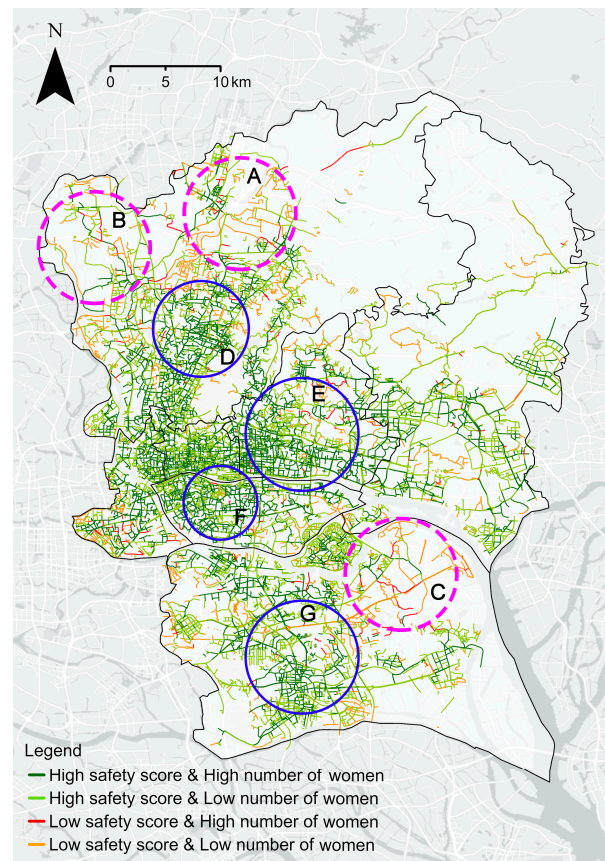 N
0 5 10 km
A
B
D
E
F
C
G
Legend
High safety score & High number of women
High safety score & Low number of women
Low safety score & High number of women
Low safety score & Low number of women